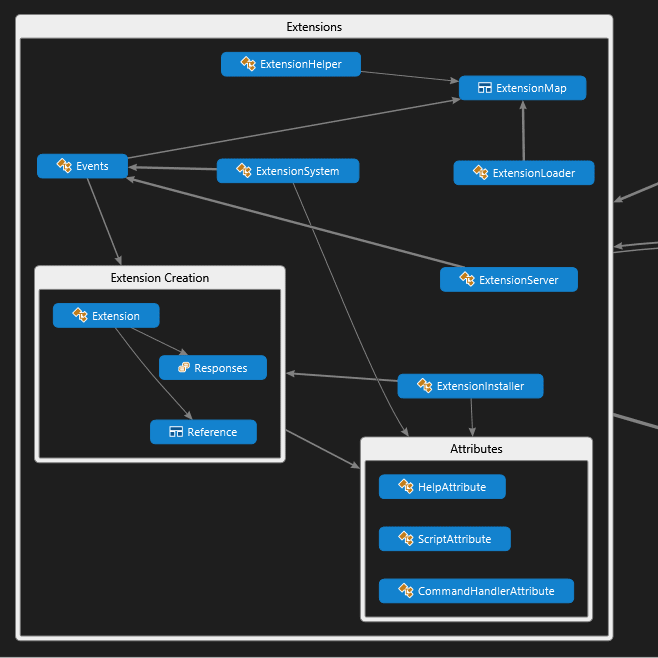 Extensions
ExtensionHelper
ExtensionMap
Events
ExtensionSystem
ExtensionLoader
Extension Creation
ExtensionServer
Extension
Responses
ExtensionInstaller
Reference
Attributes
HelpAttribute
ScriptAttribute
CommandHandlerAttribute